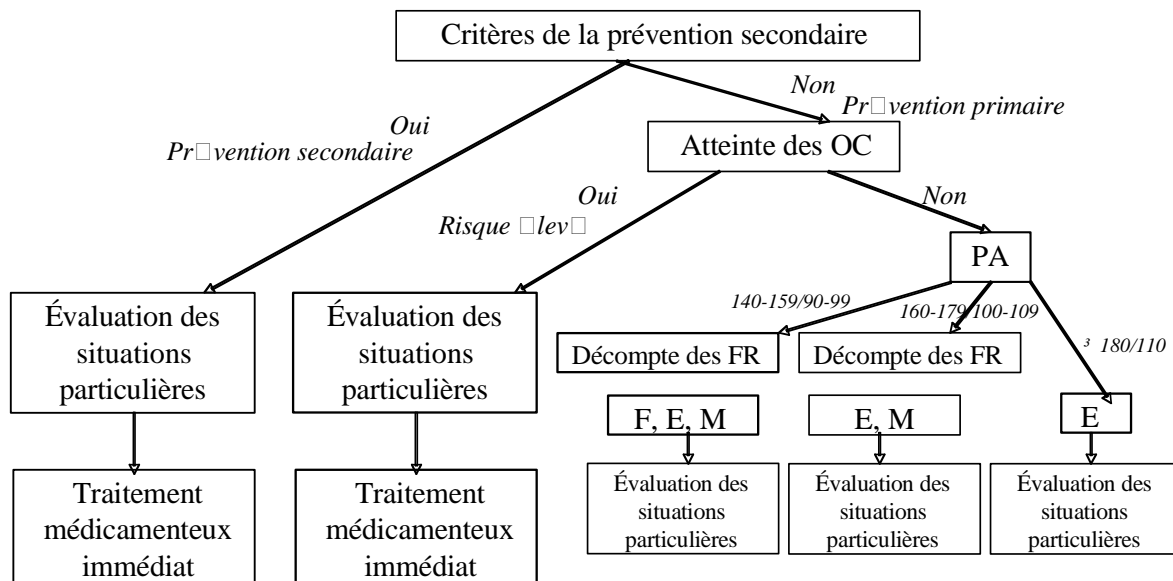 Critères de la prévention secondaire
Non
Pr□vention primaire
Oui
Pr□vention secondaire
Atteinte des OC
Oui
Risque □lev□
Non
PA
140-159/90-99
160-179/100-109
³ 180/110
Évaluation des
situations
particulières
Évaluation des
situations
particulières
Décompte des FR
Décompte des FR
F, E, M
E, M
E
Traitement
médicamenteux
immédiat
Traitement
médicamenteux
immédiat
Évaluation des
situations
particulières
Évaluation des
situations
particulières
Évaluation des
situations
particulières